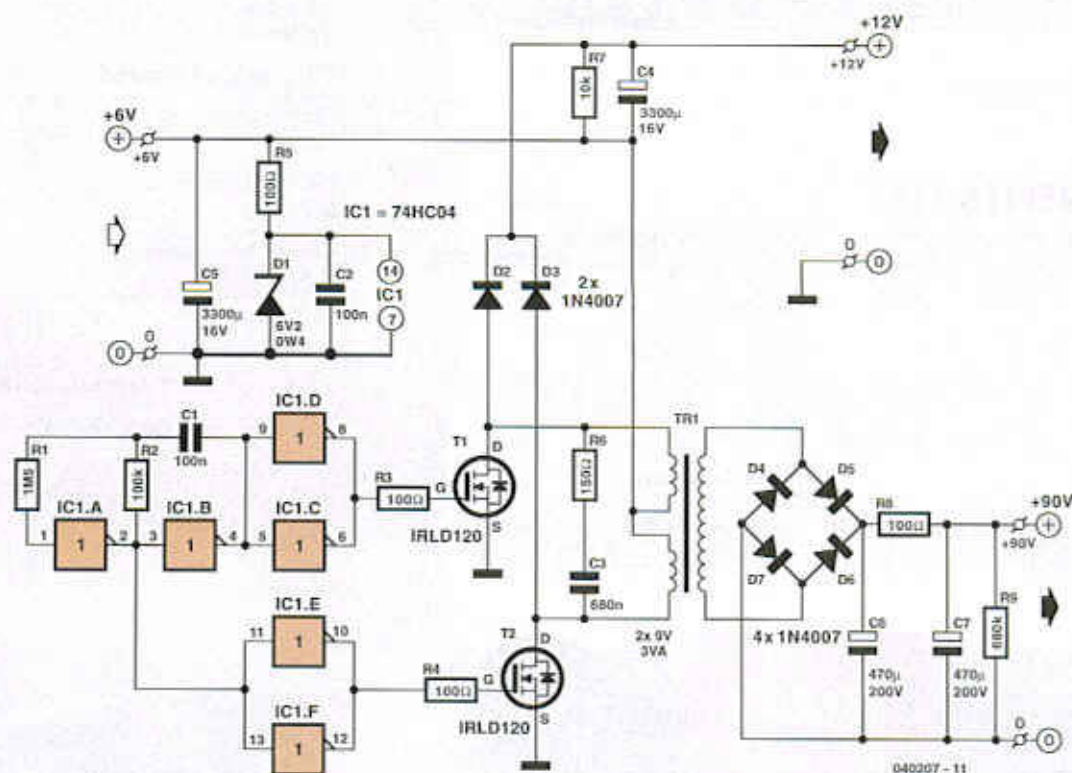 +12V
+12V
R7
10k
C4
3300µ
16V
+6V
+6V
R5
100Ω
IC1 = 74HC04
C5
3300µ
16V
D1
6V2
0W4
C2
100n
14
IC1
7
D2
D3
2x
1N4007
0
0
0
0
C1
100n
R1
1M5
R2
100k
IC1.A
1
1
2
IC1.B
1
3
4
IC1.D
1
9
8
IC1.C
1
5
6
R3
100Ω
T1
D
G
S
IRLD120
R6
150Ω
C3
680n
TR1
2x 9V
3VA
D4
D5
D7
D6
4x 1N4007
R8
100Ω
+90V
+90V
C6
470µ
200V
C7
470µ
200V
R9
680k
0
0
IC1.E
1
11
10
IC1.F
1
13
12
R4
100Ω
T2
D
G
S
IRLD120
040207 - 11